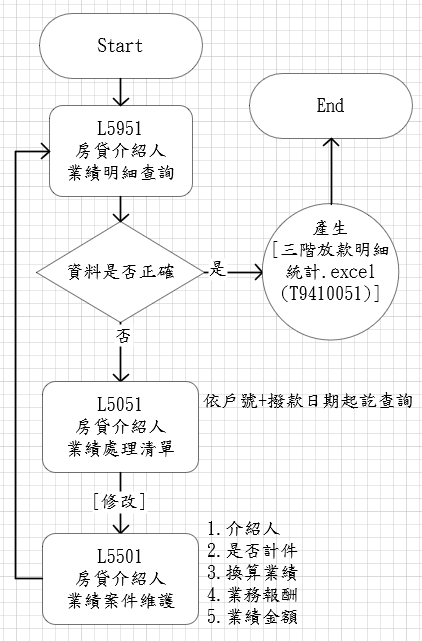 Start
L5951
房貸介紹人
業績明細查詢
資料是否正確
是
產生
[三階放款明細
統計.excel
(T9410051)]
End
否
L5051
房貸介紹人
業績處理清單
依戶號+撥款日期起訖查詢
[修改]
L5501
房貸介紹人
業績案件維護
1.介紹人
2.是否計件
3.換算業績
4.業務報酬
5.業績金額